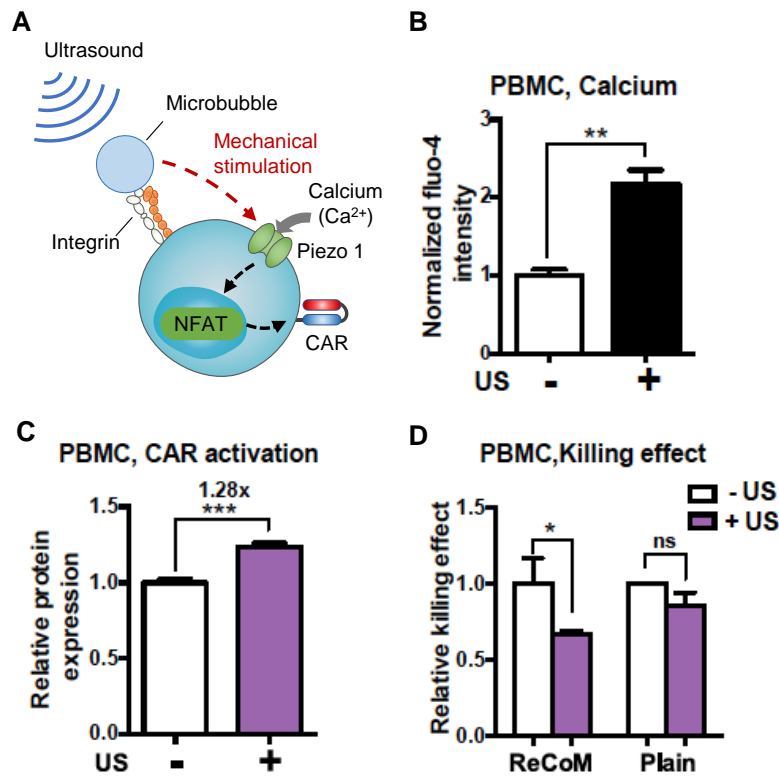 A
Ultrasound
Microbubble
Mechanical
stimulation
Calcium
(Ca²⁺)
Integrin
Piezo 1
NFAT
CAR
B
PBMC, Calcium
Normalized fluo-4
intensity
3
2
1
0
**
US - +
C
PBMC, CAR activation
1.28x
***
Relative protein
expression
1.5
1.0
0.5
0.0
US - +
D
PBMC,Killing effect
- US
+ US
Relative killing effect
1.5
1.0
0.5
0.0
*
ns
ReCoM Plain